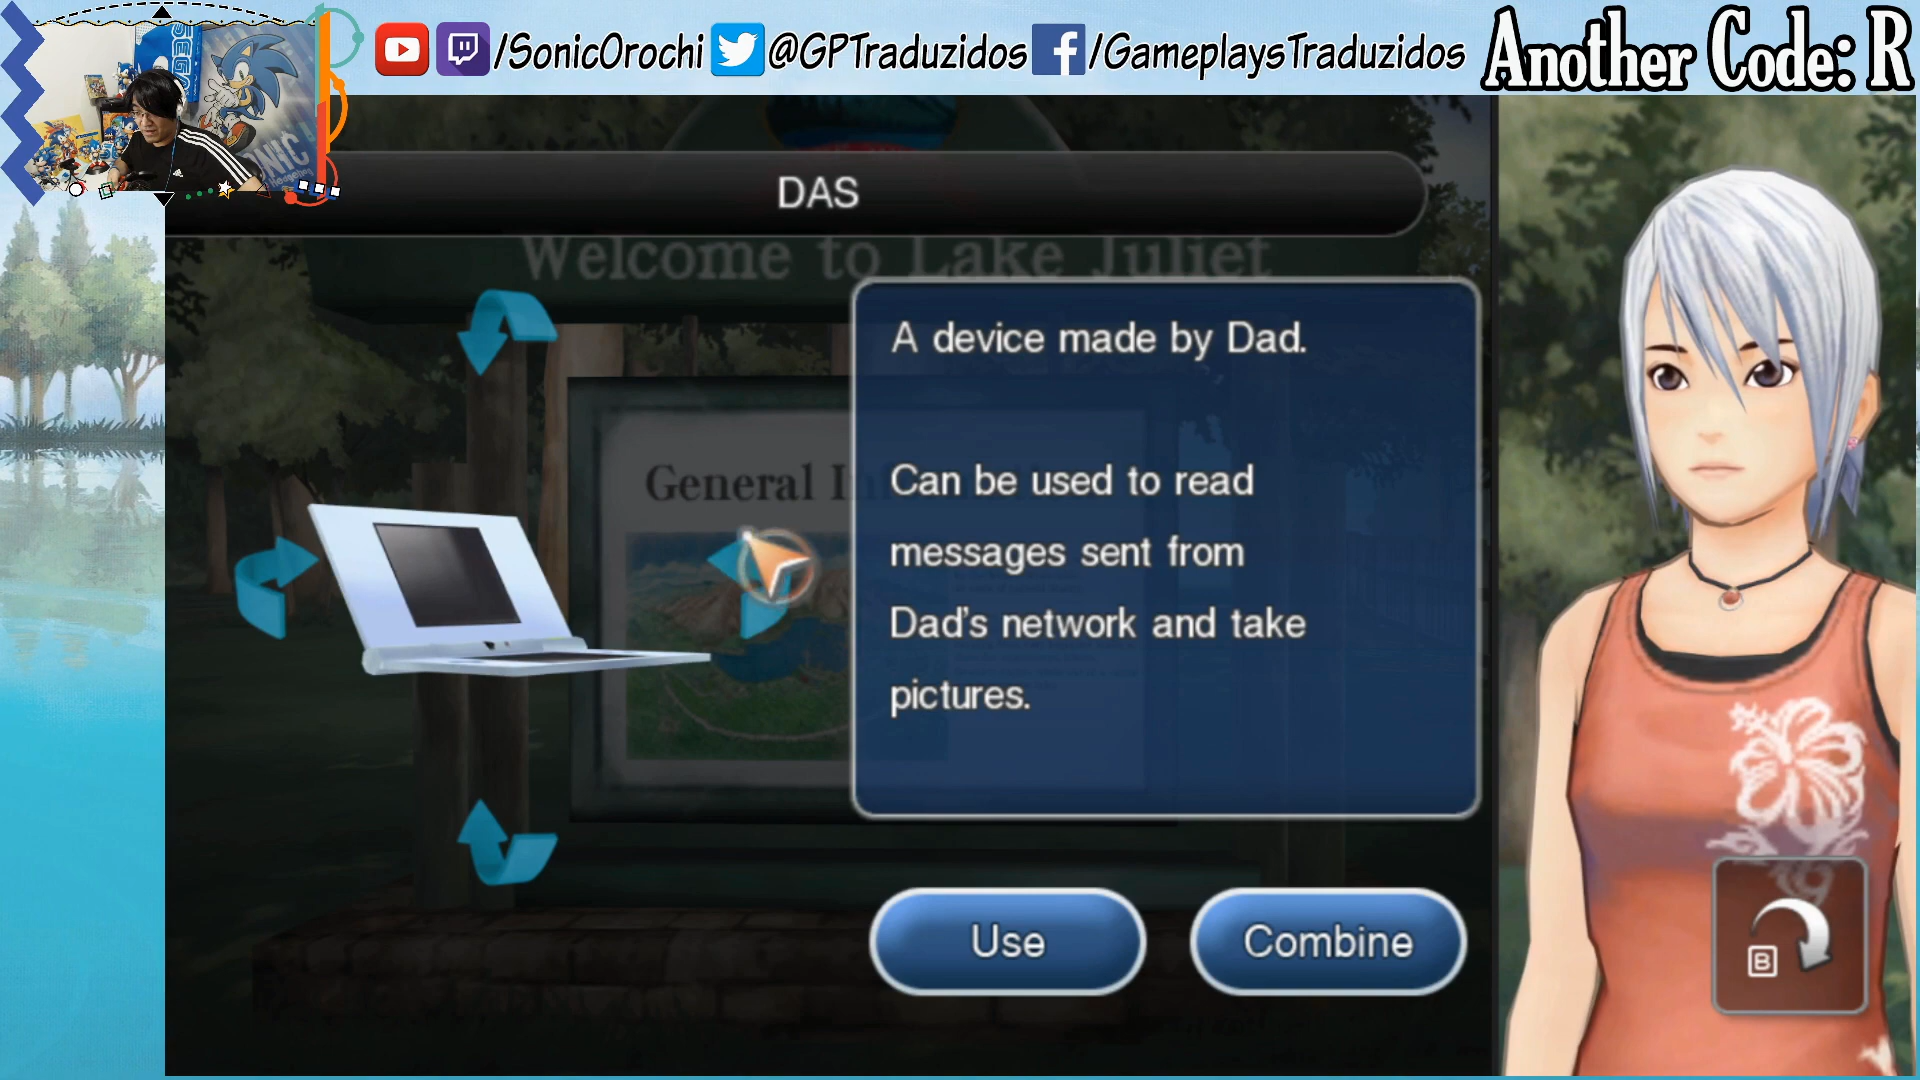 /SonicOrochi @GPTraduzidos /GameplaysTraduzidos Another Code: R
SEGA
DAS
Welcome to Lake Juliet
A device made by Dad.
General
Can be used to read
messages sent from
Dad's network and take
pictures.
Use Combine
B